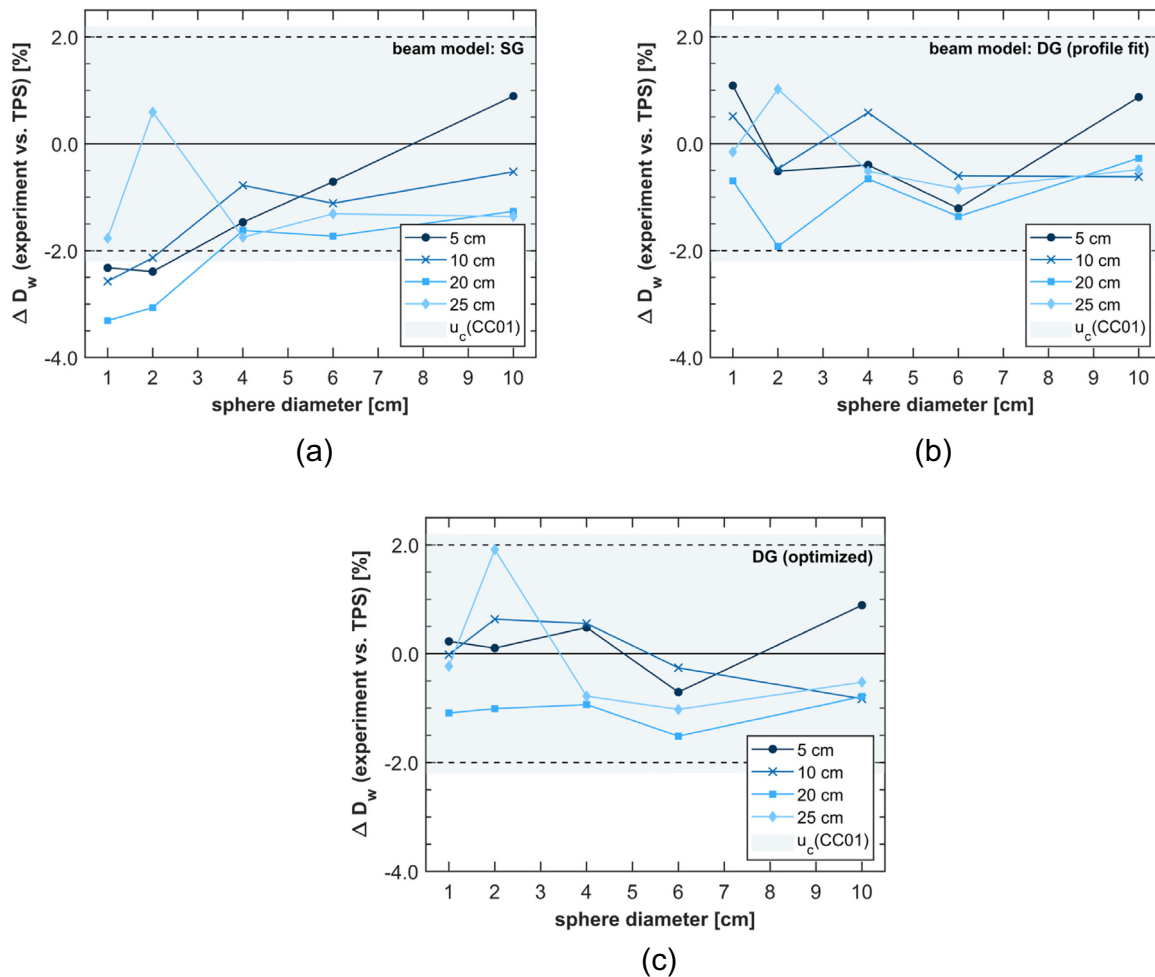 beam model: SG
2.0
0.0
-2.0
-4.0
Δ D_w (experiment vs. TPS) [%]
5 cm
10 cm
20 cm
25 cm
u_c(CC01)
1 2 3 4 5 6 7 8 9 10
sphere diameter [cm]
(a)
beam model: DG (profile fit)
2.0
0.0
-2.0
-4.0
Δ D_w (experiment vs. TPS) [%]
5 cm
10 cm
20 cm
25 cm
u_c(CC01)
1 2 3 4 5 6 7 8 9 10
sphere diameter [cm]
(b)
DG (optimized)
2.0
0.0
-2.0
-4.0
Δ D_w (experiment vs. TPS) [%]
5 cm
10 cm
20 cm
25 cm
u_c(CC01)
1 2 3 4 5 6 7 8 9 10
sphere diameter [cm]
(c)